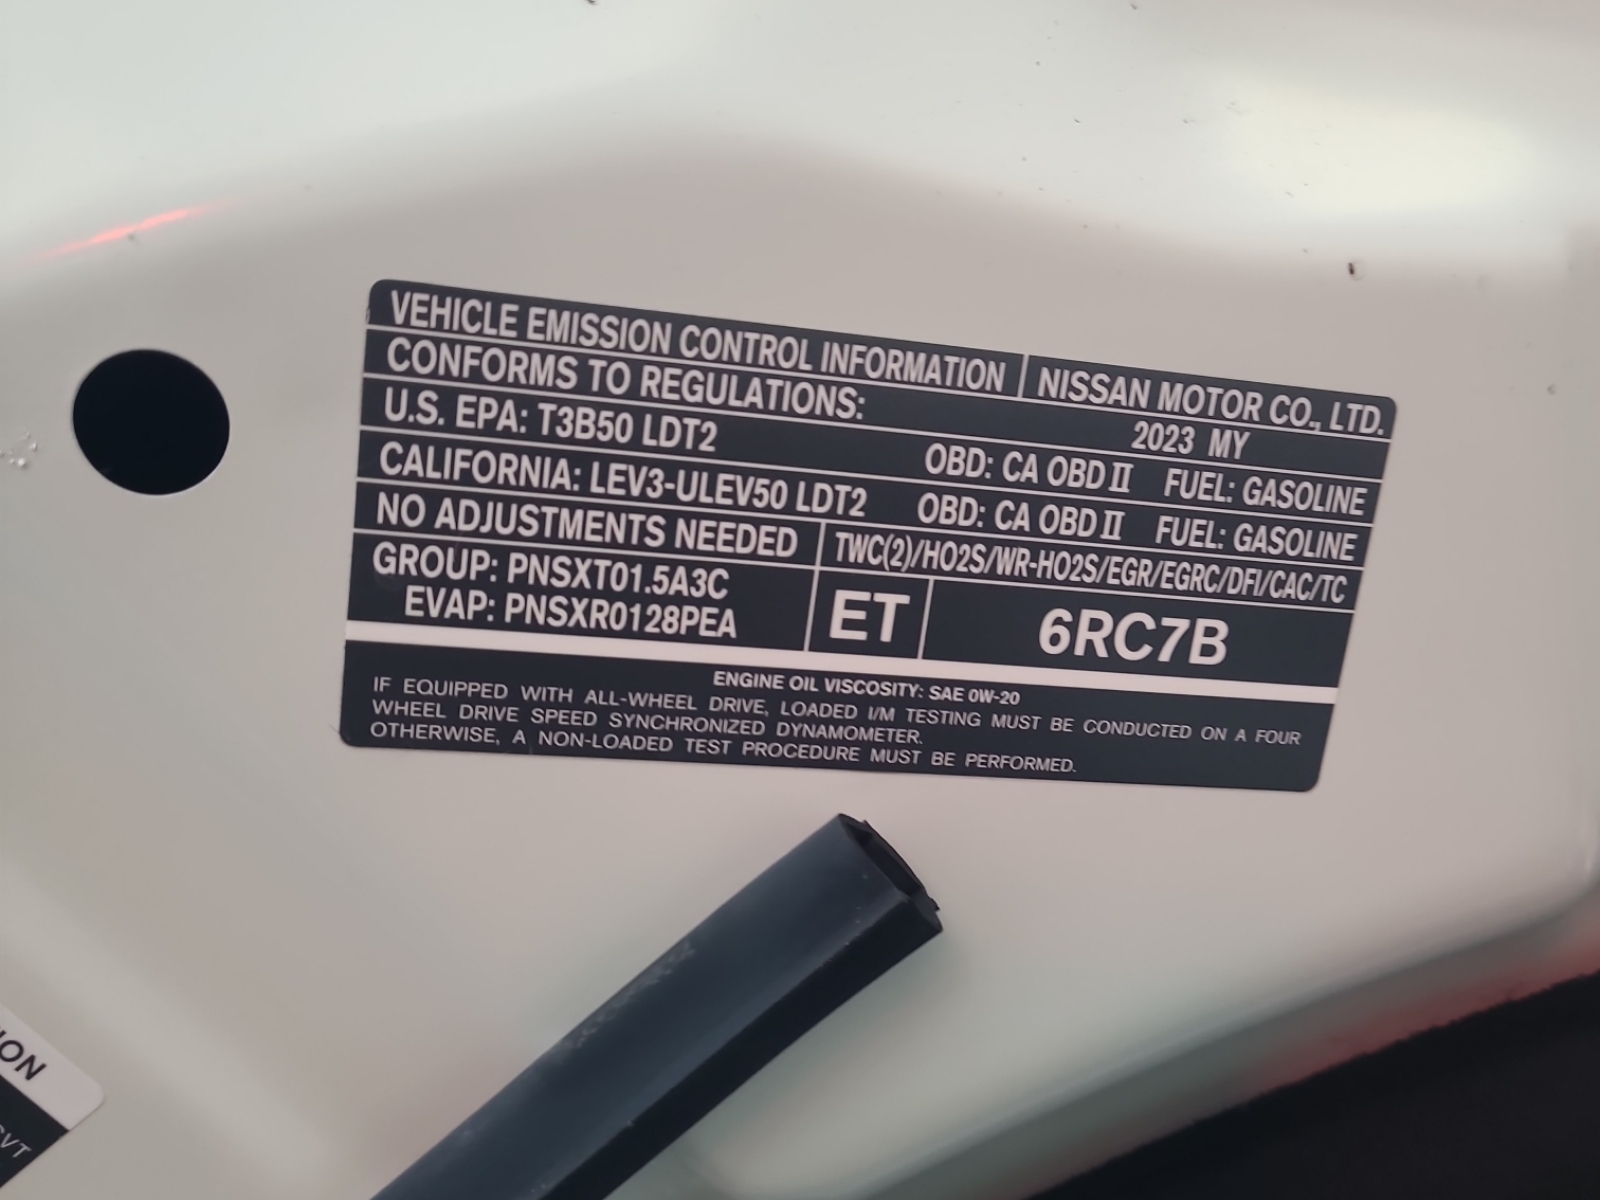 VEHICLE EMISSION CONTROL INFORMATION NISSAN MOTOR CO., LTD.
CONFORMS TO REGULATIONS: 2023 MY
U.S. EPA: T3B50 LDT2 OBD: CA OBD II FUEL: GASOLINE
CALIFORNIA: LEV3-ULEV50 LDT2 OBD: CA OBD II FUEL: GASOLINE
NO ADJUSTMENTS NEEDED TWC(2)/HO2S/WR-HO2S/EGR/EGRC/DFI/CAC/TC
GROUP: PNSXT01.5A3C
EVAP: PNSXR0128PEA
ET 6RC7B
ENGINE OIL VISCOSITY: SAE 0W-20
IF EQUIPPED WITH ALL-WHEEL DRIVE, LOADED I/M TESTING MUST BE CONDUCTED ON A FOUR
WHEEL DRIVE SPEED SYNCHRONIZED DYNAMOMETER.
OTHERWISE, A NON-LOADED TEST PROCEDURE MUST BE PERFORMED.